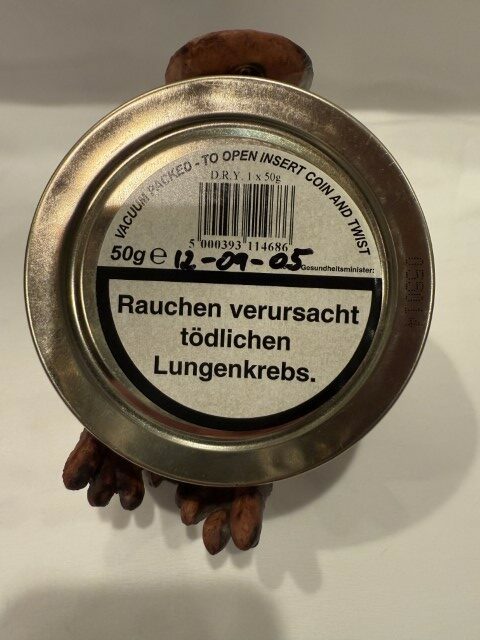 VACUUM PACKED - TO OPEN INSERT COIN AND TWIST
D.R.Y. 1 x 50g
5 000393 114686
50g e 12-09-05
Gesundheitsminister:
Rauchen verursacht
tödlichen
Lungenkrebs.